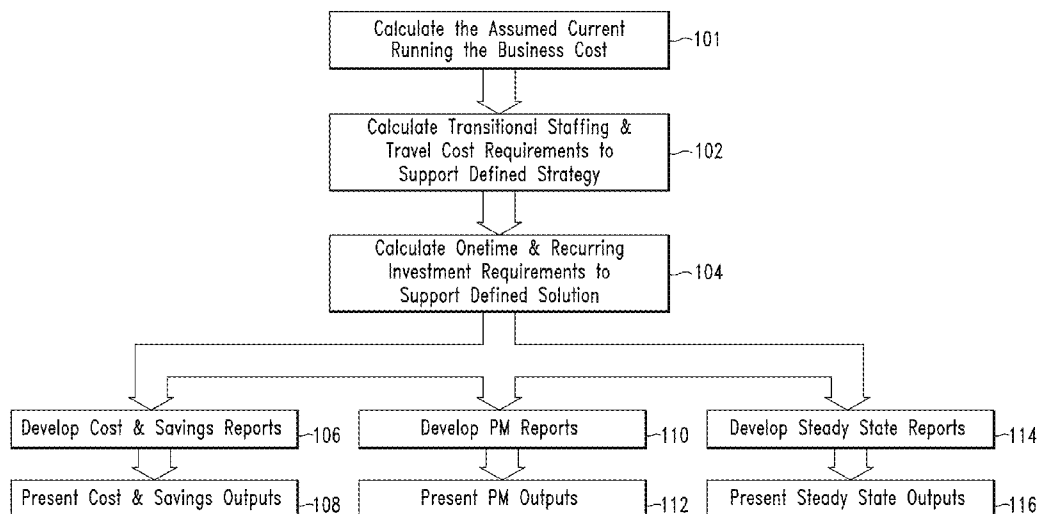 Calculate the Assumed Current
Running the Business Cost
101
Calculate Transitional Staffing &
Travel Cost Requirements to
Support Defined Strategy
102
Calculate Onetime & Recurring
Investment Requirements to
Support Defined Solution
104
Develop Cost & Savings Reports
106
Develop PM Reports
110
Develop Steady State Reports
114
Present Cost & Savings Outputs
108
Present PM Outputs
112
Present Steady State Outputs
116